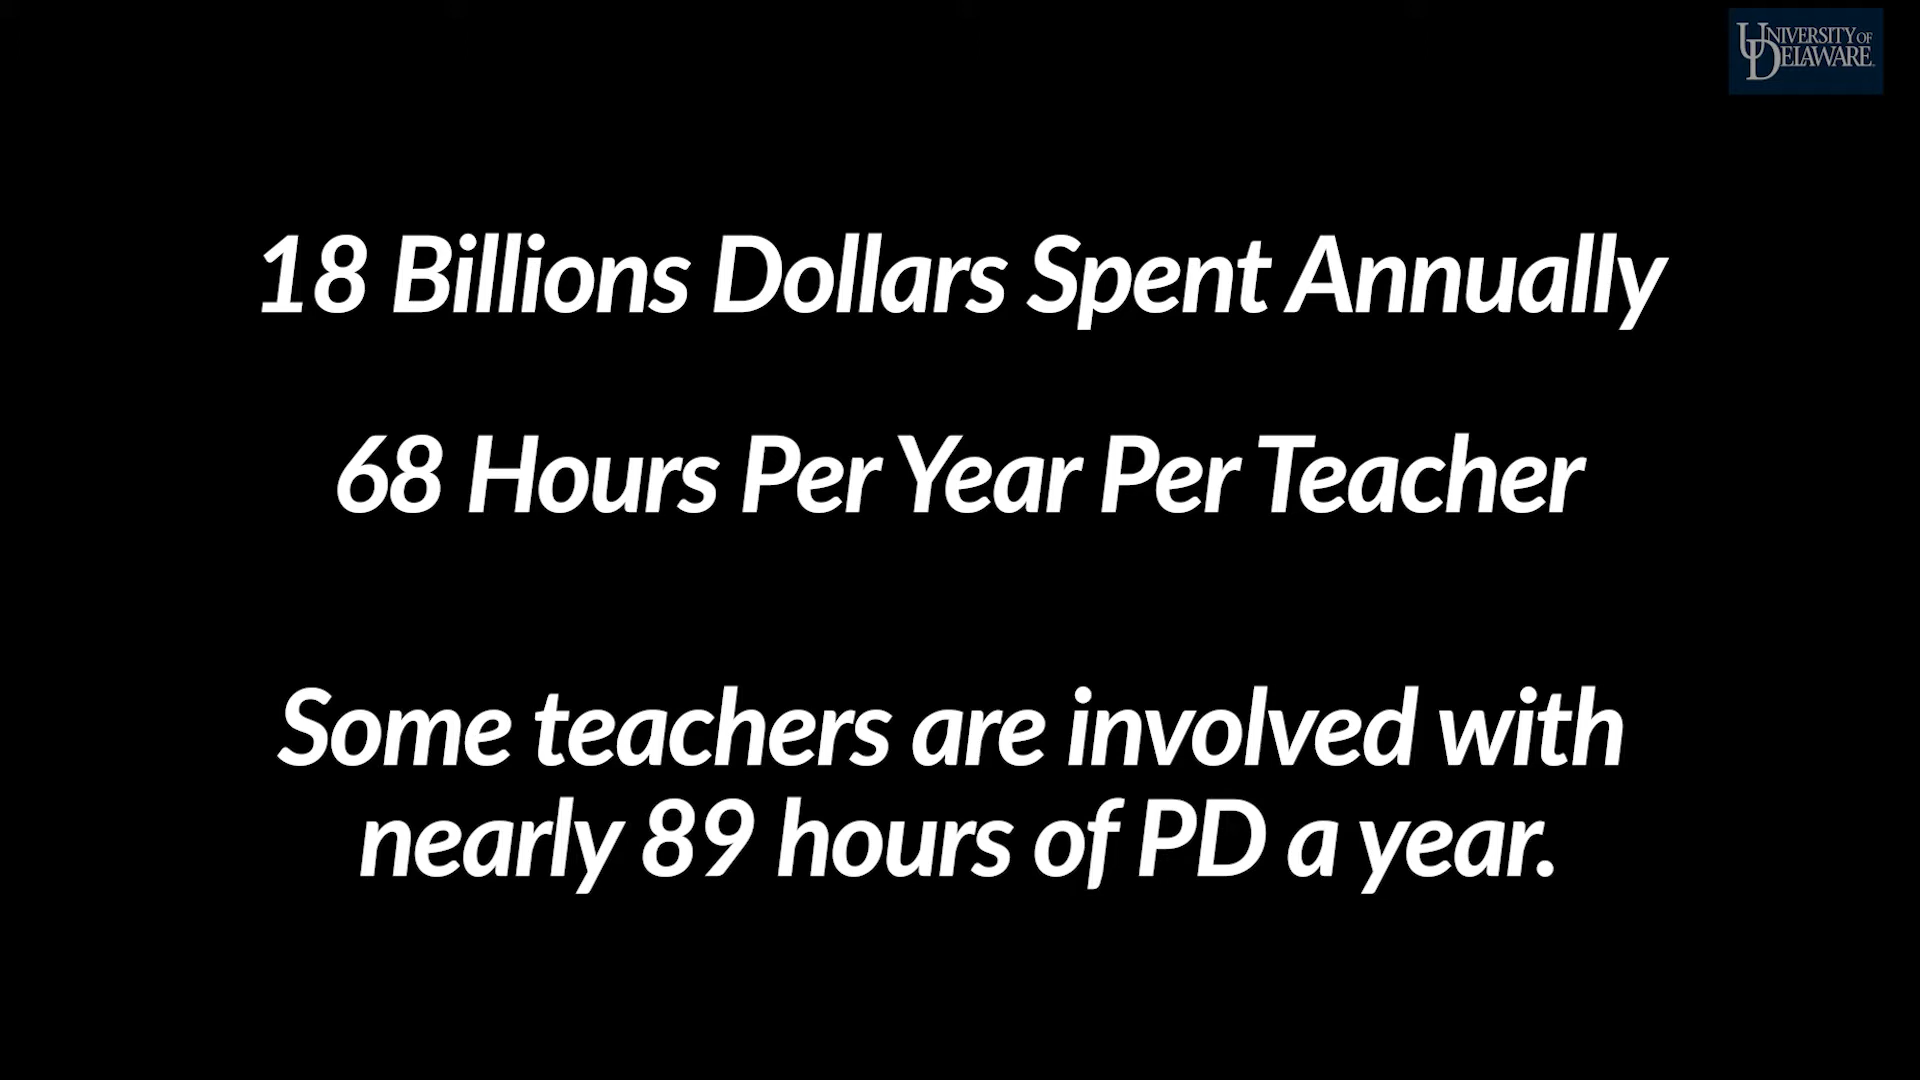 UNIVERSITY OF
DELAWARE
18 Billions Dollars Spent Annually
68 Hours Per Year Per Teacher
Some teachers are involved with
nearly 89 hours of PD a year.